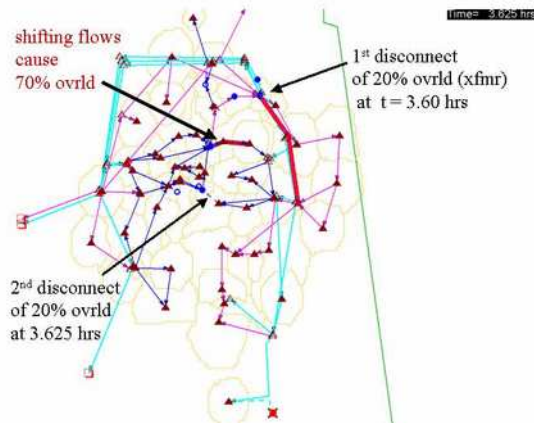 Time= 3.625 hrs
shifting flows
cause
70% ovrld
1st disconnect
of 20% ovrld (xfmr)
at t = 3.60 hrs
2nd disconnect
of 20% ovrld
at 3.625 hrs